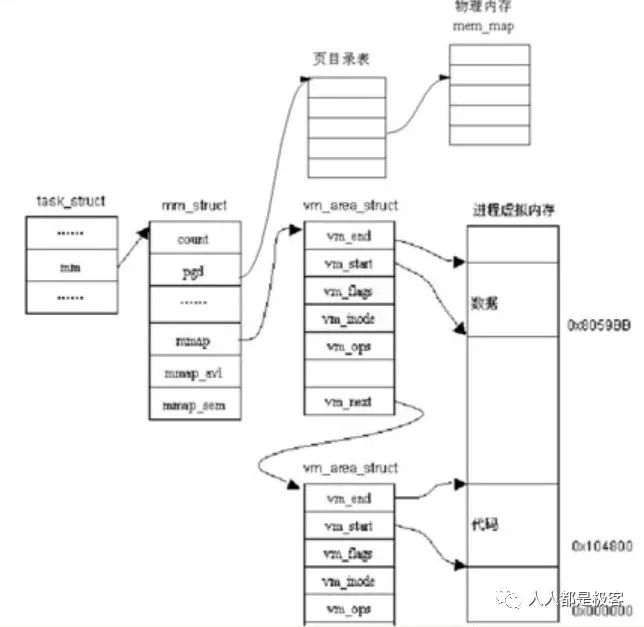 物理内存
mem_map
页目录表
task_struct
......
mm
......
mm_struct
count
pgd
......
mmap
mmap_avl
mmap_sem
vm_area_struct
vm_end
vm_start
vm_flags
vm_inode
vm_ops
vm_next
进程虚拟内存
数据
0x8059BB
vm_area_struct
vm_end
vm_start
vm_flags
vm_inode
vm_ops
代码
0x104800
0x000000
人人都是极客